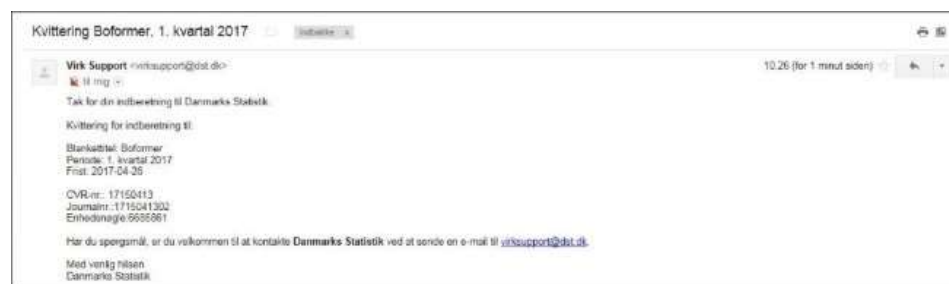 Kvittering Boformer, 1. kvartal 2017
Indbakke x
Virk Support <virksupport@dst.dk>
10.26 (for 1 minut siden)
til mig
Tak for din indberetning til Danmarks Statistik.
Kvittering for indberetning til:
Blankettitel: Boformer
Periode: 1. kvartal 2017
Frist: 2017-04-26
CVR-nr.: 17150413
Journalnr.:1715041302
Enhedsnøgle:6685861
Har du spørgsmål, er du velkommen til at kontakte Danmarks Statistik ved at sende en e-mail til virksupport@dst.dk.
Med venlig hilsen
Danmarks Statistik